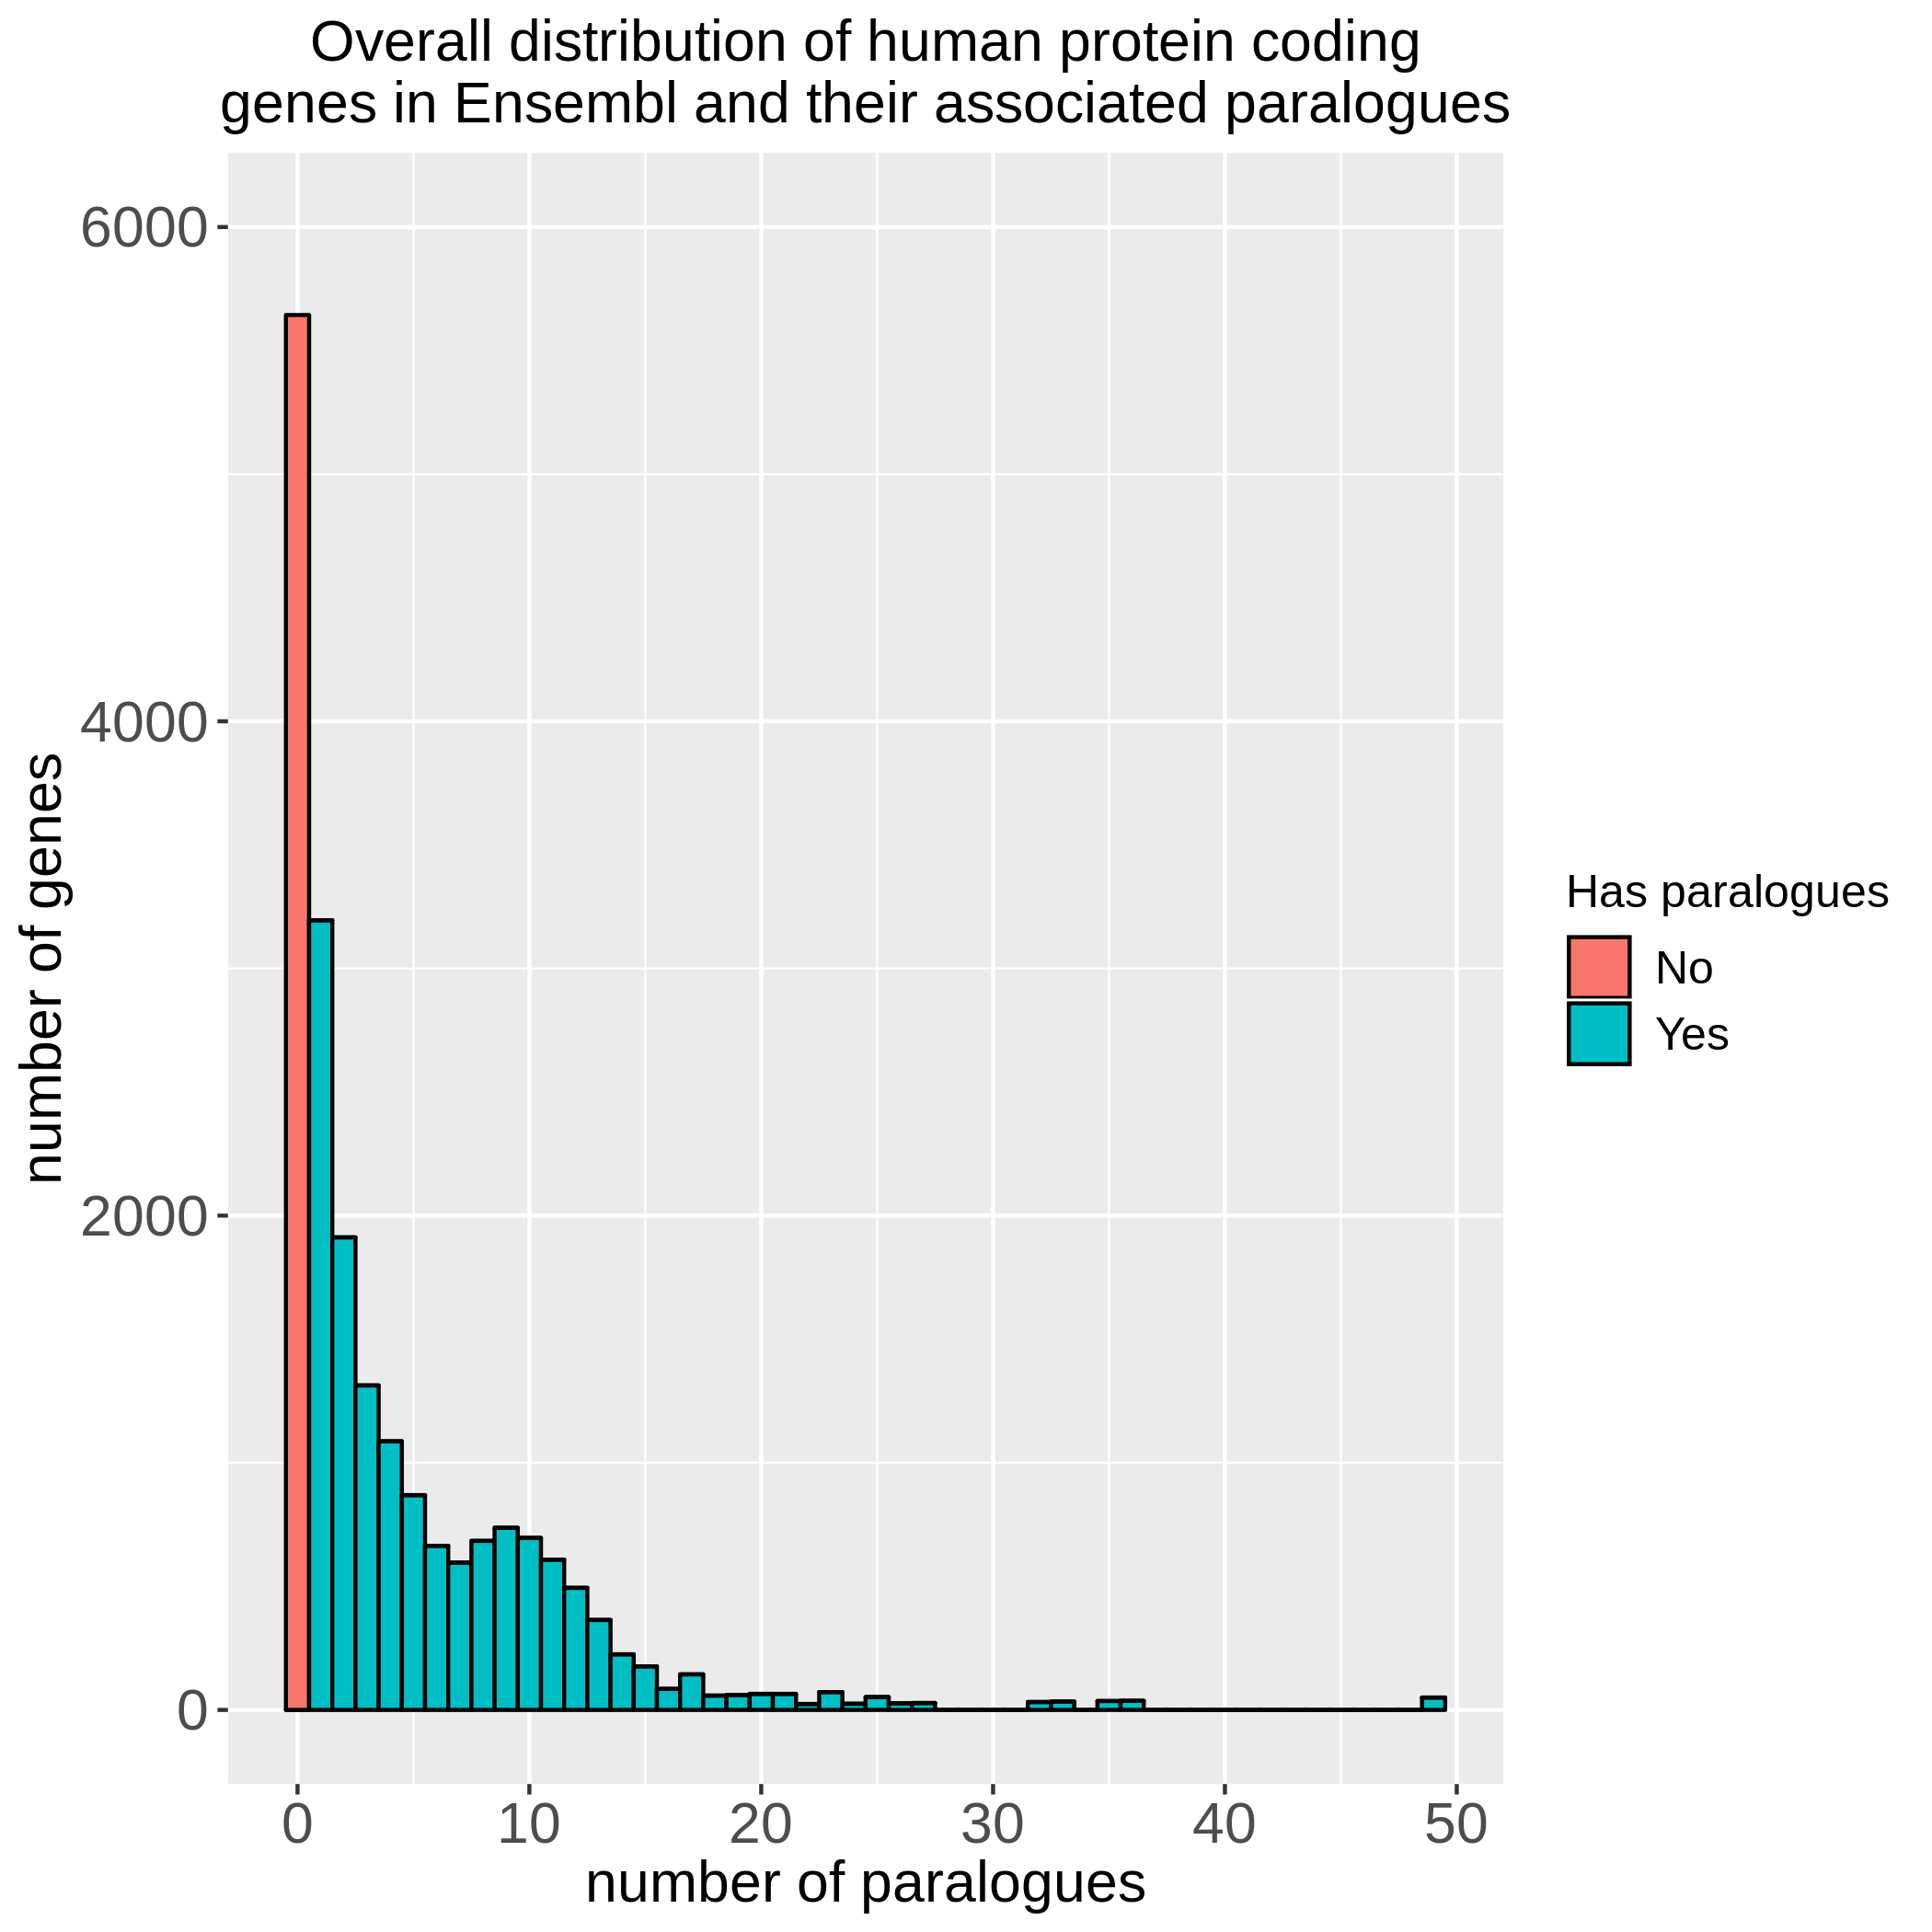 Overall distribution of human protein coding
genes in Ensembl and their associated paralogues
6000
4000
2000
0
number of genes
0 10 20 30 40 50
number of paralogues
Has paralogues
No
Yes